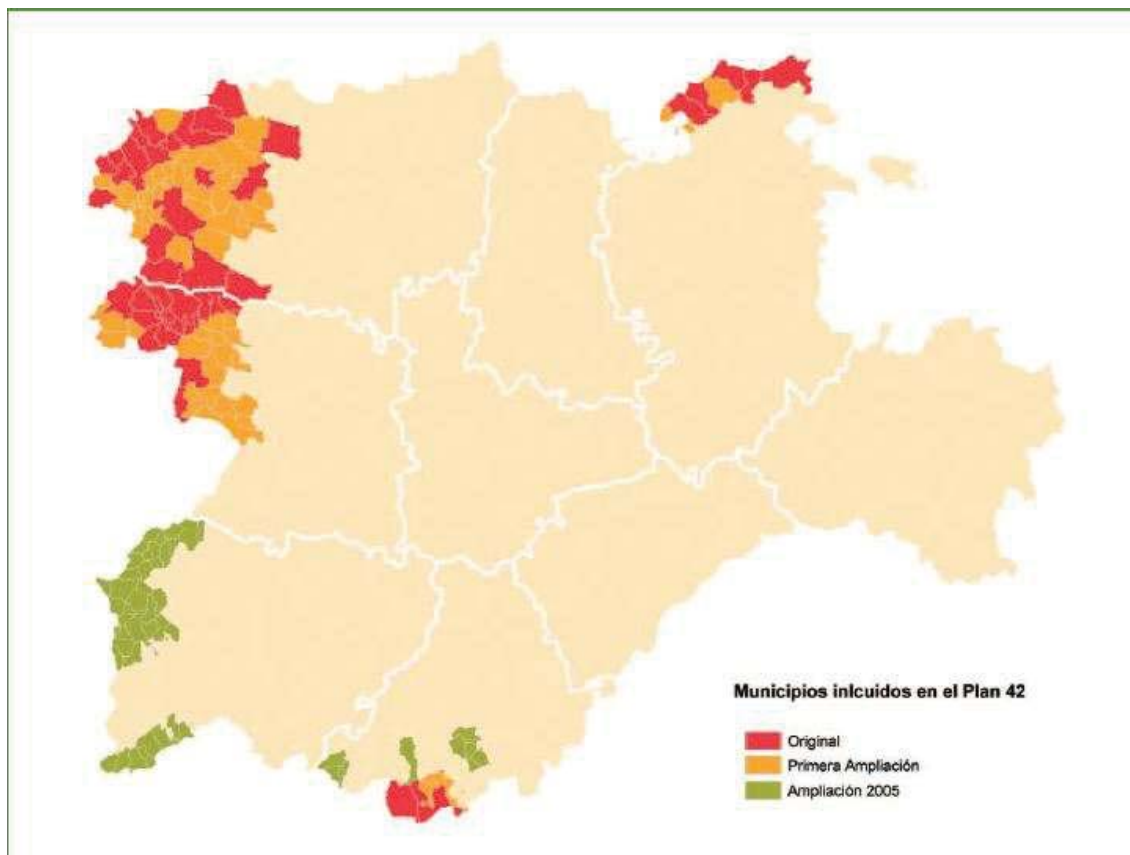 Municipios inlcuidos en el Plan 42
Original
Primera Ampliación
Ampliación 2005